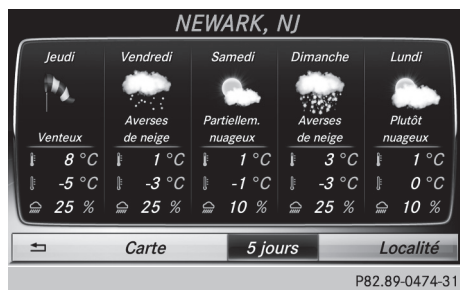 NEWARK, NJ
Jeudi Vendredi Samedi Dimanche Lundi
Averses Partiellem. Averses Plutôt
Venteux de neige nuageux de neige nuageux
8 °C 1 °C 1 °C 3 °C 1 °C
-5 °C -3 °C -1 °C -3 °C 0 °C
25 % 25 % 10 % 25 % 10 %
Carte 5 jours Localité
P82.89-0474-31